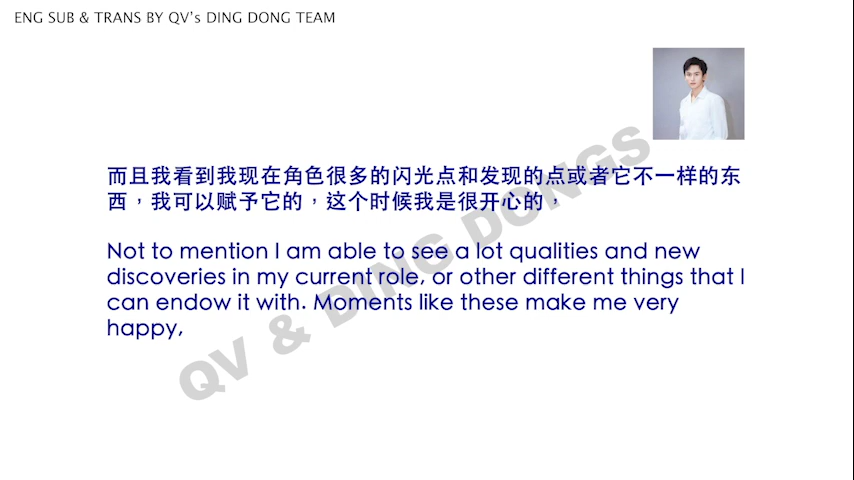 ENG SUB & TRANS BY QV's DING DONG TEAM
而且我看到我现在角色很多的闪光点和发现的点或者它不一样的东
西，我可以赋予它的，这个时候我是很开心的，
Not to mention I am able to see a lot qualities and new
discoveries in my current role, or other different things that I
can endow it with. Moments like these make me very
happy,
QV & DING DONGS